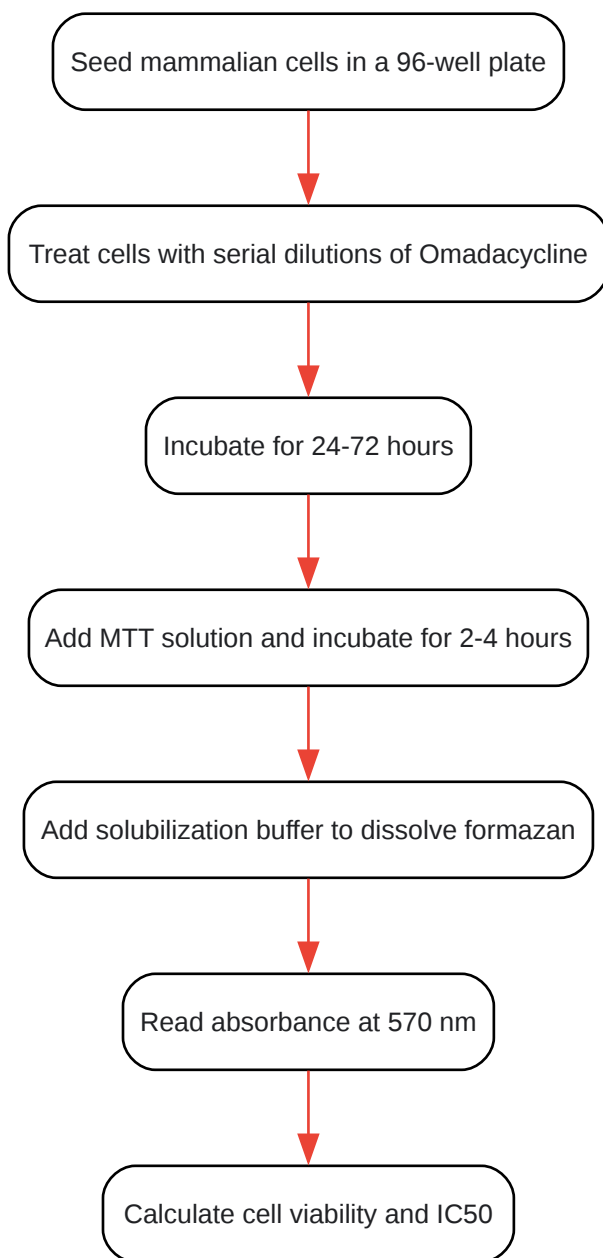 Seed mammalian cells in a 96-well plate
Treat cells with serial dilutions of Omadacycline
Incubate for 24-72 hours
Add MTT solution and incubate for 2-4 hours
Add solubilization buffer to dissolve formazan
Read absorbance at 570 nm
Calculate cell viability and IC50